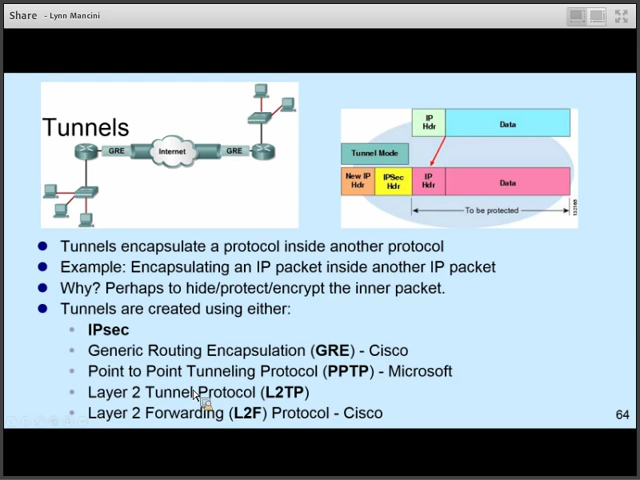 Share - Lynn Mancini
Tunnels
GRE
Internet
GRE
IP Hdr
Data
Tunnel Mode
New IP Hdr
IPSec Hdr
IP Hdr
Data
To be protected
Tunnels encapsulate a protocol inside another protocol
Example: Encapsulating an IP packet inside another IP packet
Why? Perhaps to hide/protect/encrypt the inner packet.
Tunnels are created using either:
IPsec
Generic Routing Encapsulation (GRE) - Cisco
Point to Point Tunneling Protocol (PPTP) - Microsoft
Layer 2 Tunnel Protocol (L2TP)
Layer 2 Forwarding (L2F) Protocol - Cisco
64